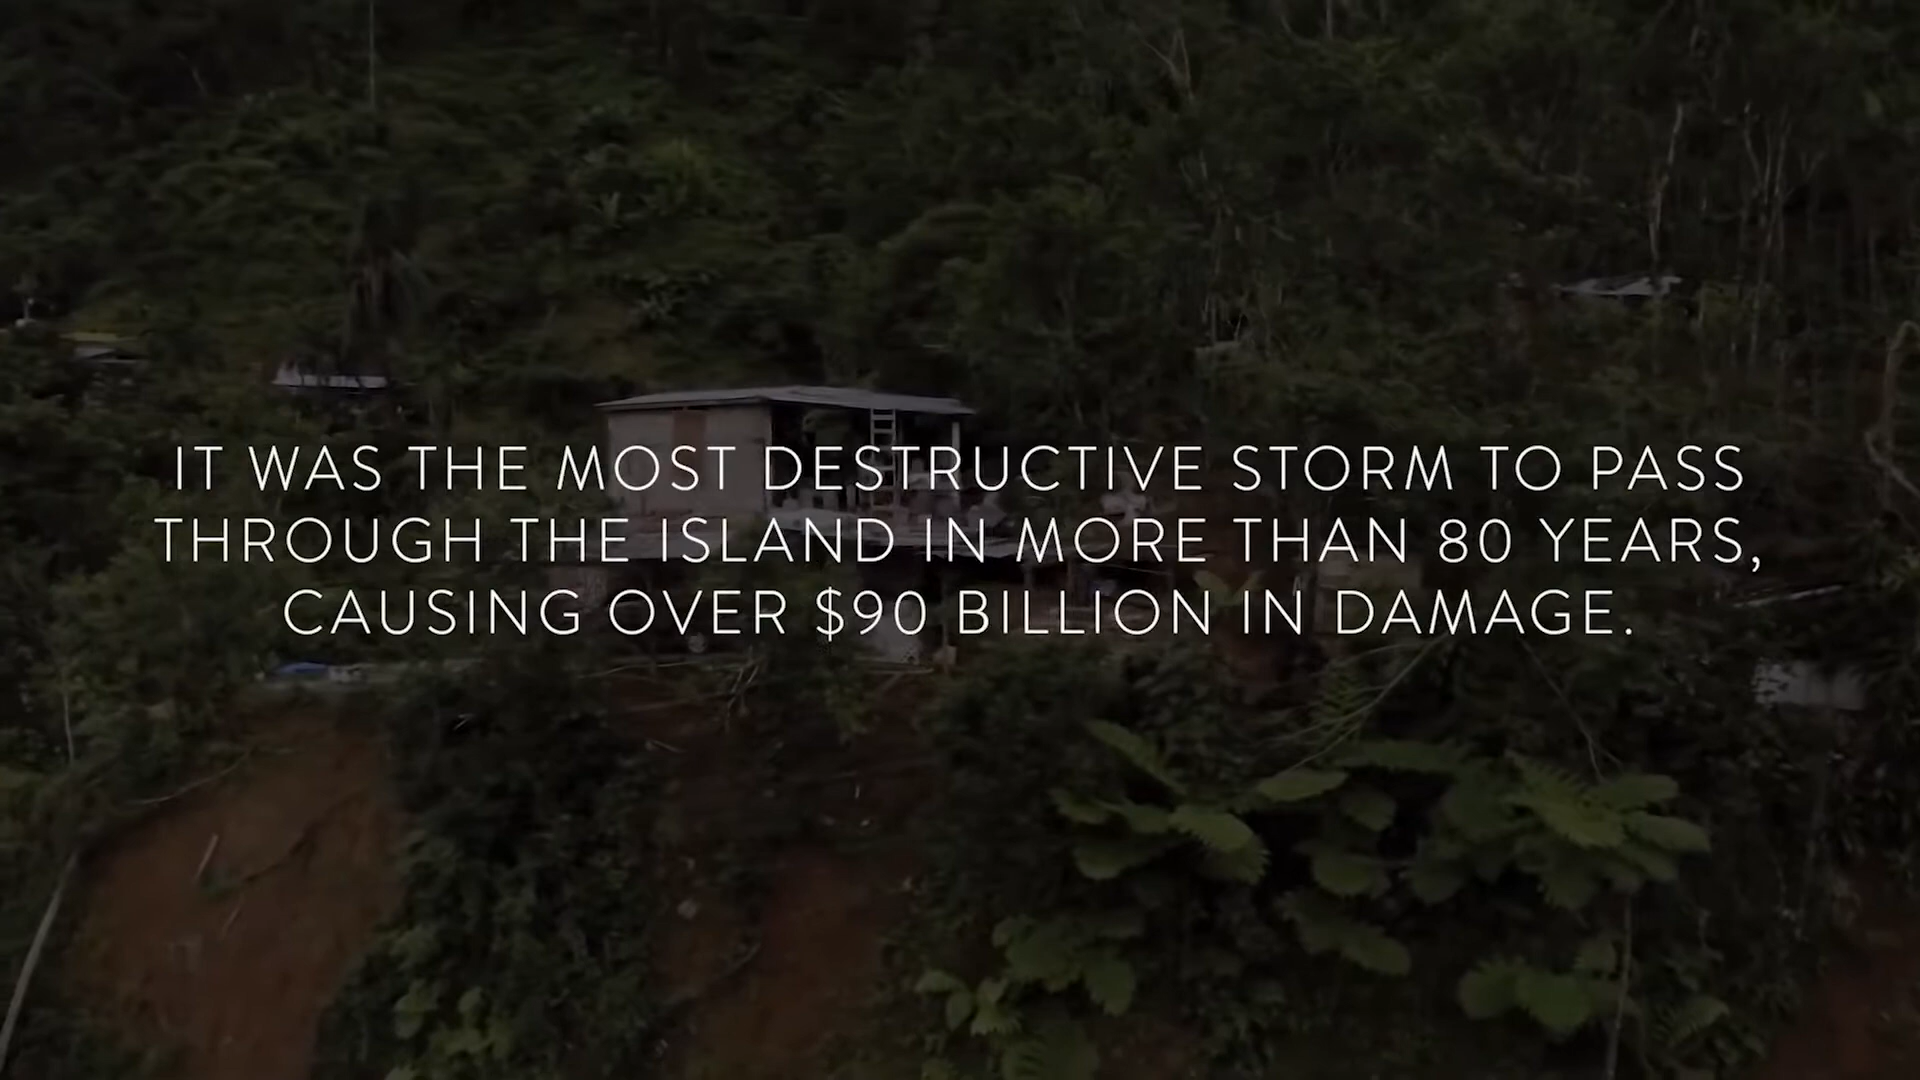 IT WAS THE MOST DESTRUCTIVE STORM TO PASS
THROUGH THE ISLAND IN MORE THAN 80 YEARS,
CAUSING OVER $90 BILLION IN DAMAGE.